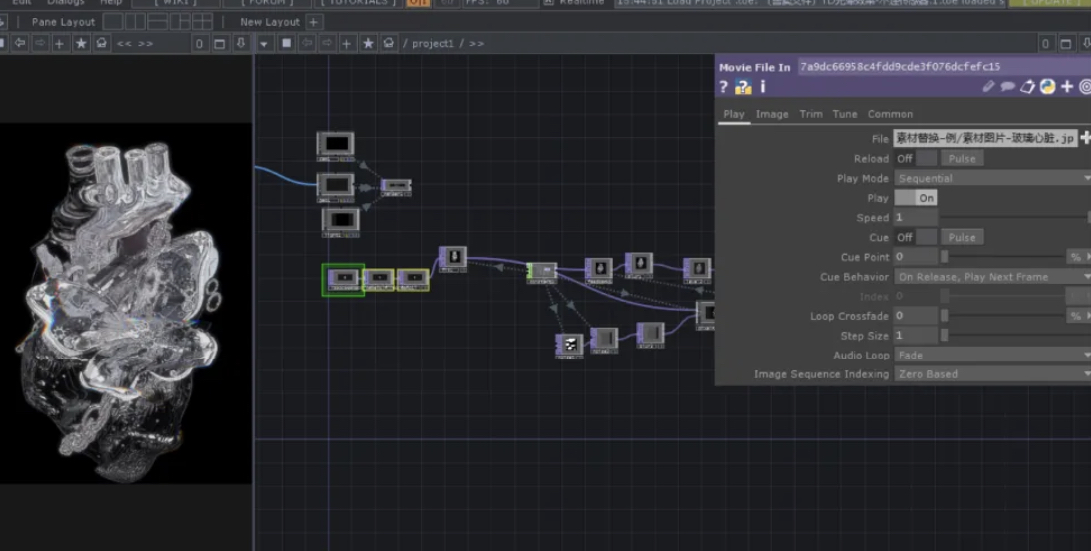 Edit Dialogs Help [ WIKI ] [ FORUM ] [ TUTORIALS ] FPS: 60 Realtime
Pane Layout New Layout +
<< >> 0 / project1 / >> 0
Movie File In 7a9dc66958c4fdd9cde3f076dcfefc15
? ? i
Play Image Trim Tune Common
File 素材替换-例/素材图片-玻璃心脏.jp
Reload Off Pulse
Play Mode Sequential
Play On
Speed 1
Cue Off Pulse
Cue Point 0 %
Cue Behavior On Release, Play Next Frame
Index 0
Loop Crossfade 0 %
Step Size 1
Audio Loop Fade
Image Sequence Indexing Zero Based